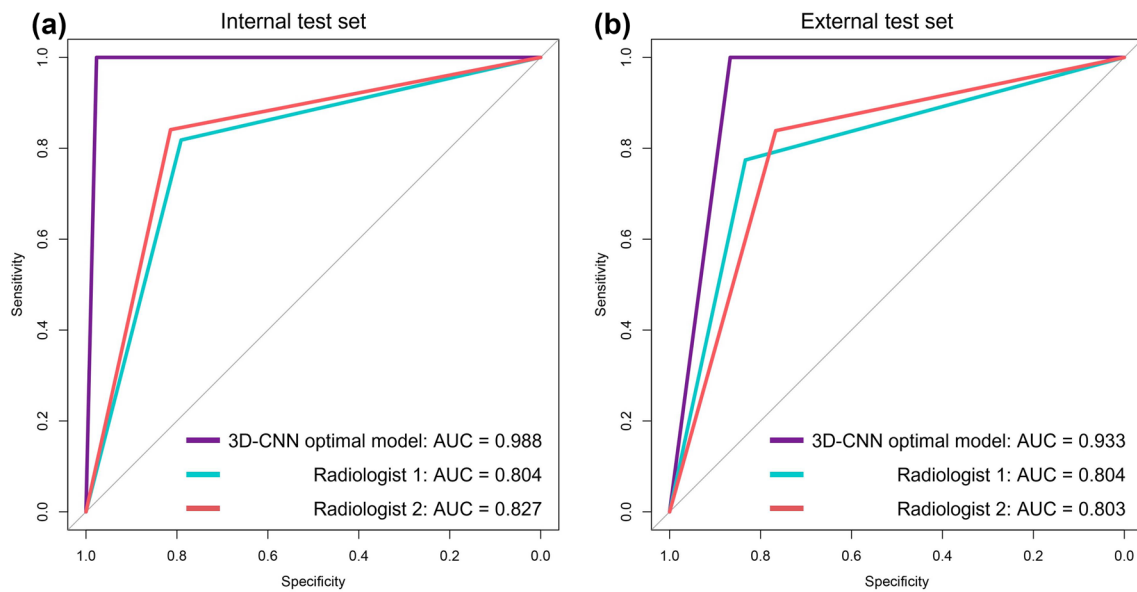 (a)
Internal test set
1.0
0.8
0.6
0.4
0.2
0.0
Sensitivity
3D-CNN optimal model: AUC = 0.988
Radiologist 1: AUC = 0.804
Radiologist 2: AUC = 0.827
1.0 0.8 0.6 0.4 0.2 0.0
Specificity
(b)
External test set
1.0
0.8
0.6
0.4
0.2
0.0
Sensitivity
3D-CNN optimal model: AUC = 0.933
Radiologist 1: AUC = 0.804
Radiologist 2: AUC = 0.803
1.0 0.8 0.6 0.4 0.2 0.0
Specificity